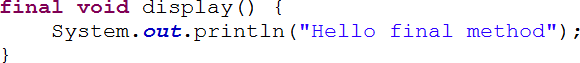 final void display() {
    System.out.println("Hello final method");
}